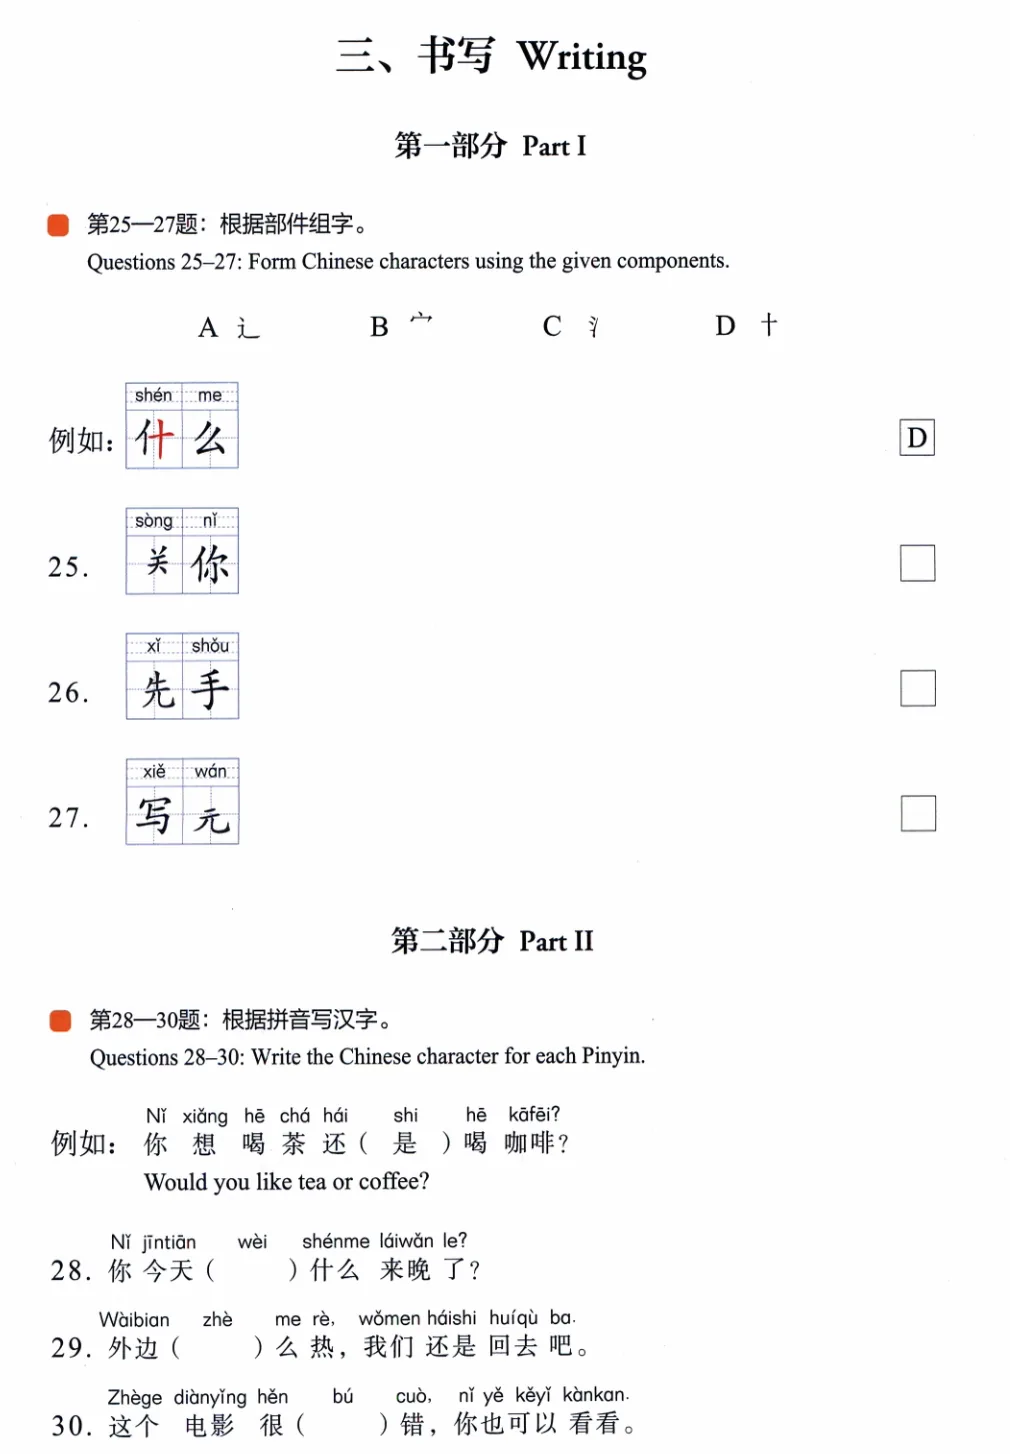 三、书写 Writing
第一部分 Part I
第25—27题：根据部件组字。
Questions 25–27: Form Chinese characters using the given components.
A 辶 B 宀 C 氵 D 十
shén me
例如：什么 D
sòng nǐ
25. 关你
xǐ shǒu
26. 先手
xiě wán
27. 写元
第二部分 Part II
第28—30题：根据拼音写汉字。
Questions 28–30: Write the Chinese character for each Pinyin.
Nǐ xiǎng hē chá hái shi hē kāfēi?
例如：你 想 喝 茶 还（ 是 ）喝 咖啡？
Would you like tea or coffee?
Nǐ jīntiān wèi shénme láiwǎn le?
28. 你 今天（ ）什么 来晚 了？
Wàibian zhè me rè, wǒmen háishi huíqù ba.
29. 外边（ ）么 热，我们 还是 回去 吧。
Zhège diànyǐng hěn bú cuò, nǐ yě kěyǐ kànkan.
30. 这个 电影 很（ ）错，你也可以 看看。